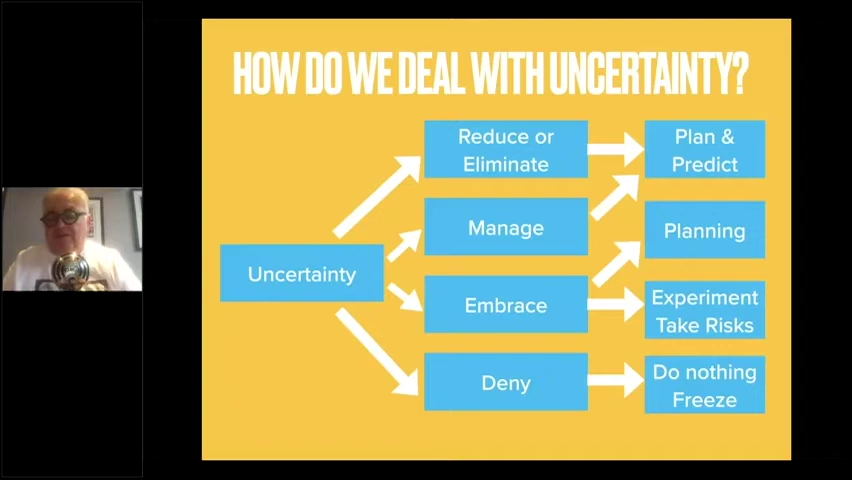 HOW DO WE DEAL WITH UNCERTAINTY?
Uncertainty
Reduce or
Eliminate
Manage
Embrace
Deny
Plan &
Predict
Planning
Experiment
Take Risks
Do nothing
Freeze